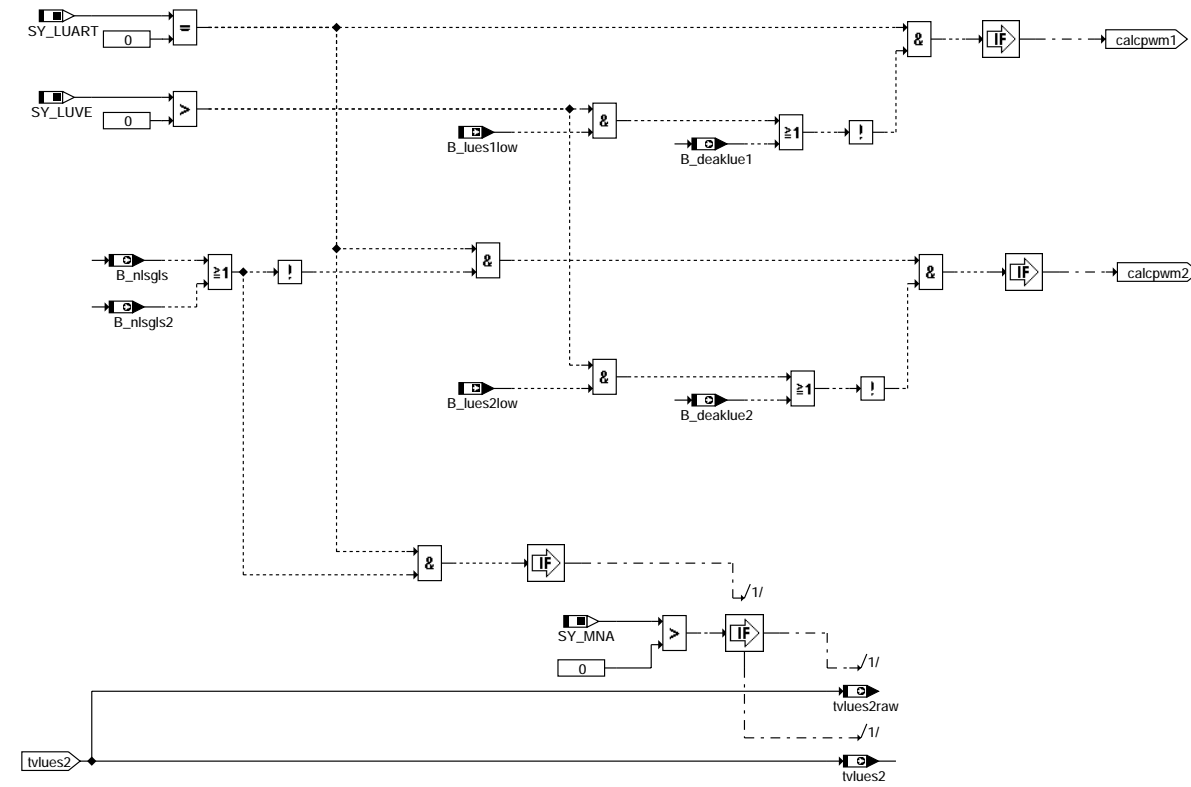 SY_LUART
0
=
&
IF
calcpwm1
SY_LUVE
0
>
&
B_lues1low
≥1
!
B_deaklue1
B_nlsgls
≥1
!
&
&
IF
calcpwm2
B_nlsgls2
&
B_lues2low
≥1
!
B_deaklue2
&
IF
/1/
SY_MNA
>
IF
0
/1/
tvlues2raw
/1/
tvlues2
tvlues2